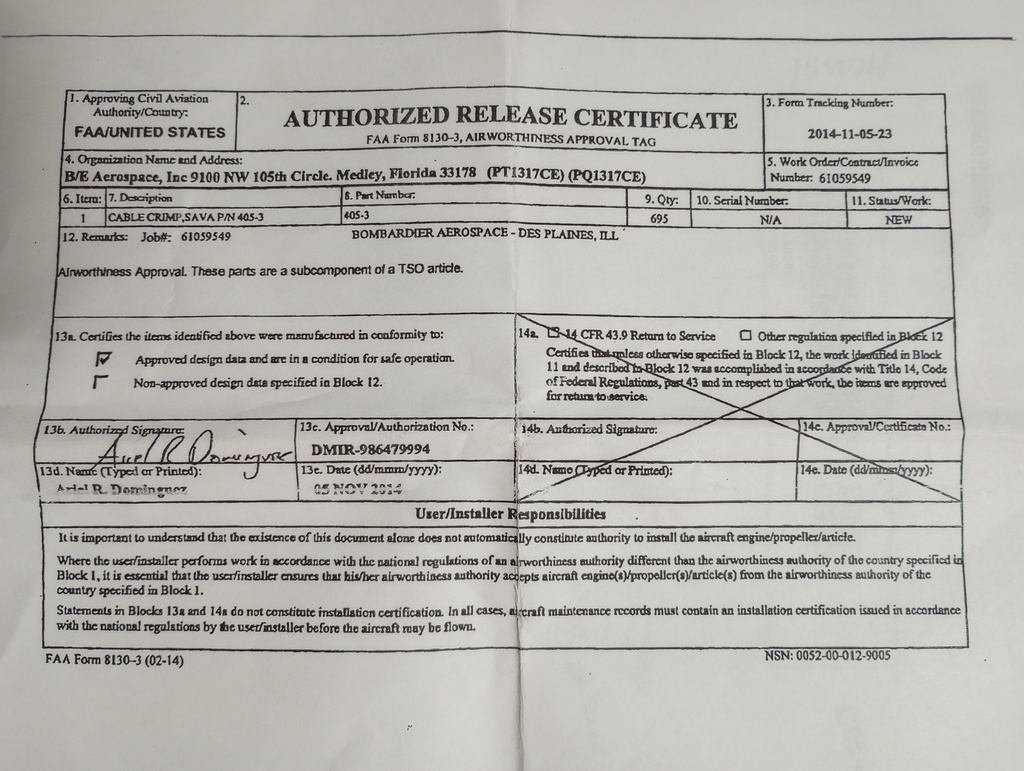 1. Approving Civil Aviation
Authority/Country:
FAA/UNITED STATES
2.
AUTHORIZED RELEASE CERTIFICATE
FAA Form 8130–3, AIRWORTHINESS APPROVAL TAG
3. Form Tracking Number:
2014-11-05-23
4. Organization Name and Address:
B/E Aerospace, Inc 9100 NW 105th Circle. Medley, Florida 33178 (PT1317CE) (PQ1317CE)
5. Work Order/Contract/Invoice
Number: 61059549
6. Item: 7. Description 8. Part Number: 9. Qty: 10. Serial Number: 11. Status/Work:
1 CABLE CRIMP,SAVA P/N 405-3 405-3 695 N/A NEW
12. Remarks: Job#: 61059549 BOMBARDIER AEROSPACE - DES PLAINES, ILL
Airworthiness Approval. These parts are a subcomponent of a TSO article.
13a. Certifies the items identified above were manufactured in conformity to:
Approved design data and are in a condition for safe operation.
Non-approved design data specified in Block 12.
14a. 14 CFR 43.9 Return to Service Other regulation specified in Block 12
Certifies that unless otherwise specified in Block 12, the work identified in Block
11 and described in Block 12 was accomplished in accordance with Title 14, Code
of Federal Regulations, part 43 and in respect to that work, the items are approved
for return to service.
13b. Authorized Signature:
Ariel R Dominguez
13c. Approval/Authorization No.:
DMIR-986479994
14b. Authorized Signature:
14c. Approval/Certificate No.:
13d. Name (Typed or Printed):
Ariel R. Dominguez
13e. Date (dd/mmm/yyyy):
05 NOV 2014
14d. Name (Typed or Printed):
14e. Date (dd/mmm/yyyy):
User/Installer Responsibilities
It is important to understand that the existence of this document alone does not automatically constitute authority to install the aircraft engine/propeller/article.
Where the user/installer performs work in accordance with the national regulations of an airworthiness authority different than the airworthiness authority of the country specified in
Block 1, it is essential that the user/installer ensures that his/her airworthiness authority accepts aircraft engine(s)/propeller(s)/article(s) from the airworthiness authority of the
country specified in Block 1.
Statements in Blocks 13a and 14a do not constitute installation certification. In all cases, aircraft maintenance records must contain an installation certification issued in accordance
with the national regulations by the user/installer before the aircraft may be flown.
FAA Form 8130–3 (02-14)
NSN: 0052-00-012-9005